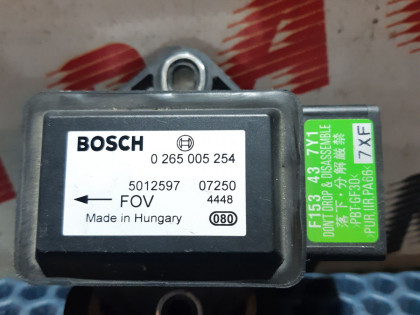 BOSCH
0 265 005 254
5012597 07250
FOV 4448
Made in Hungary 080
F153 43 7Y1
DON'T DROP & DISASSEMBLE
落下・分解厳禁
>PBT-GF30<
>PUR,IIR,PA66<
7XF